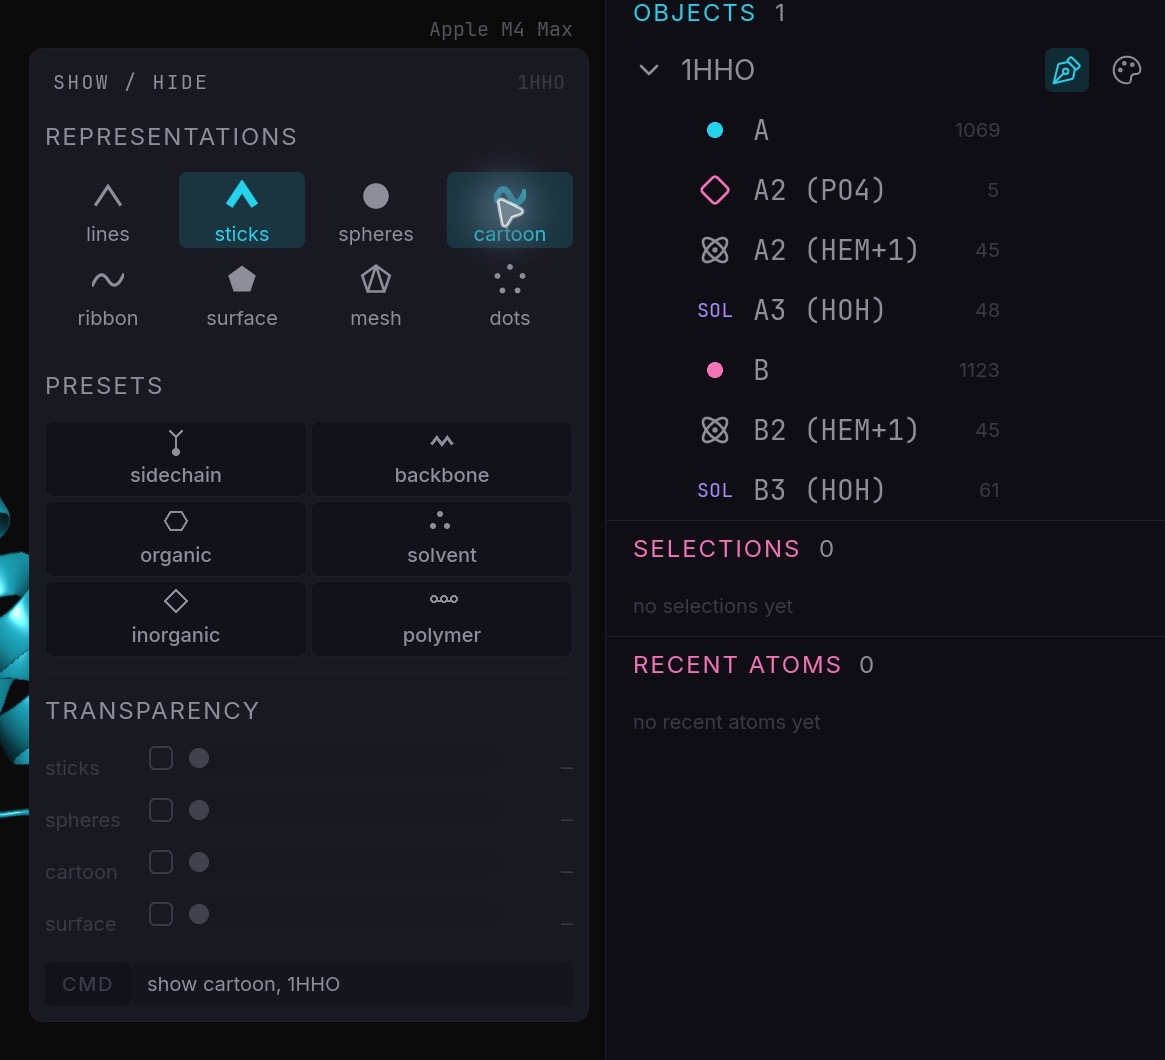 Apple M4 Max
SHOW / HIDE 1HHO
REPRESENTATIONS
lines sticks spheres cartoon
ribbon surface mesh dots
PRESETS
sidechain backbone
organic solvent
inorganic polymer
TRANSPARENCY
sticks –
spheres –
cartoon –
surface –
CMD show cartoon, 1HHO
OBJECTS 1
1HHO
A 1069
A2 (PO4) 5
A2 (HEM+1) 45
SOL A3 (HOH) 48
B 1123
B2 (HEM+1) 45
SOL B3 (HOH) 61
SELECTIONS 0
no selections yet
RECENT ATOMS 0
no recent atoms yet